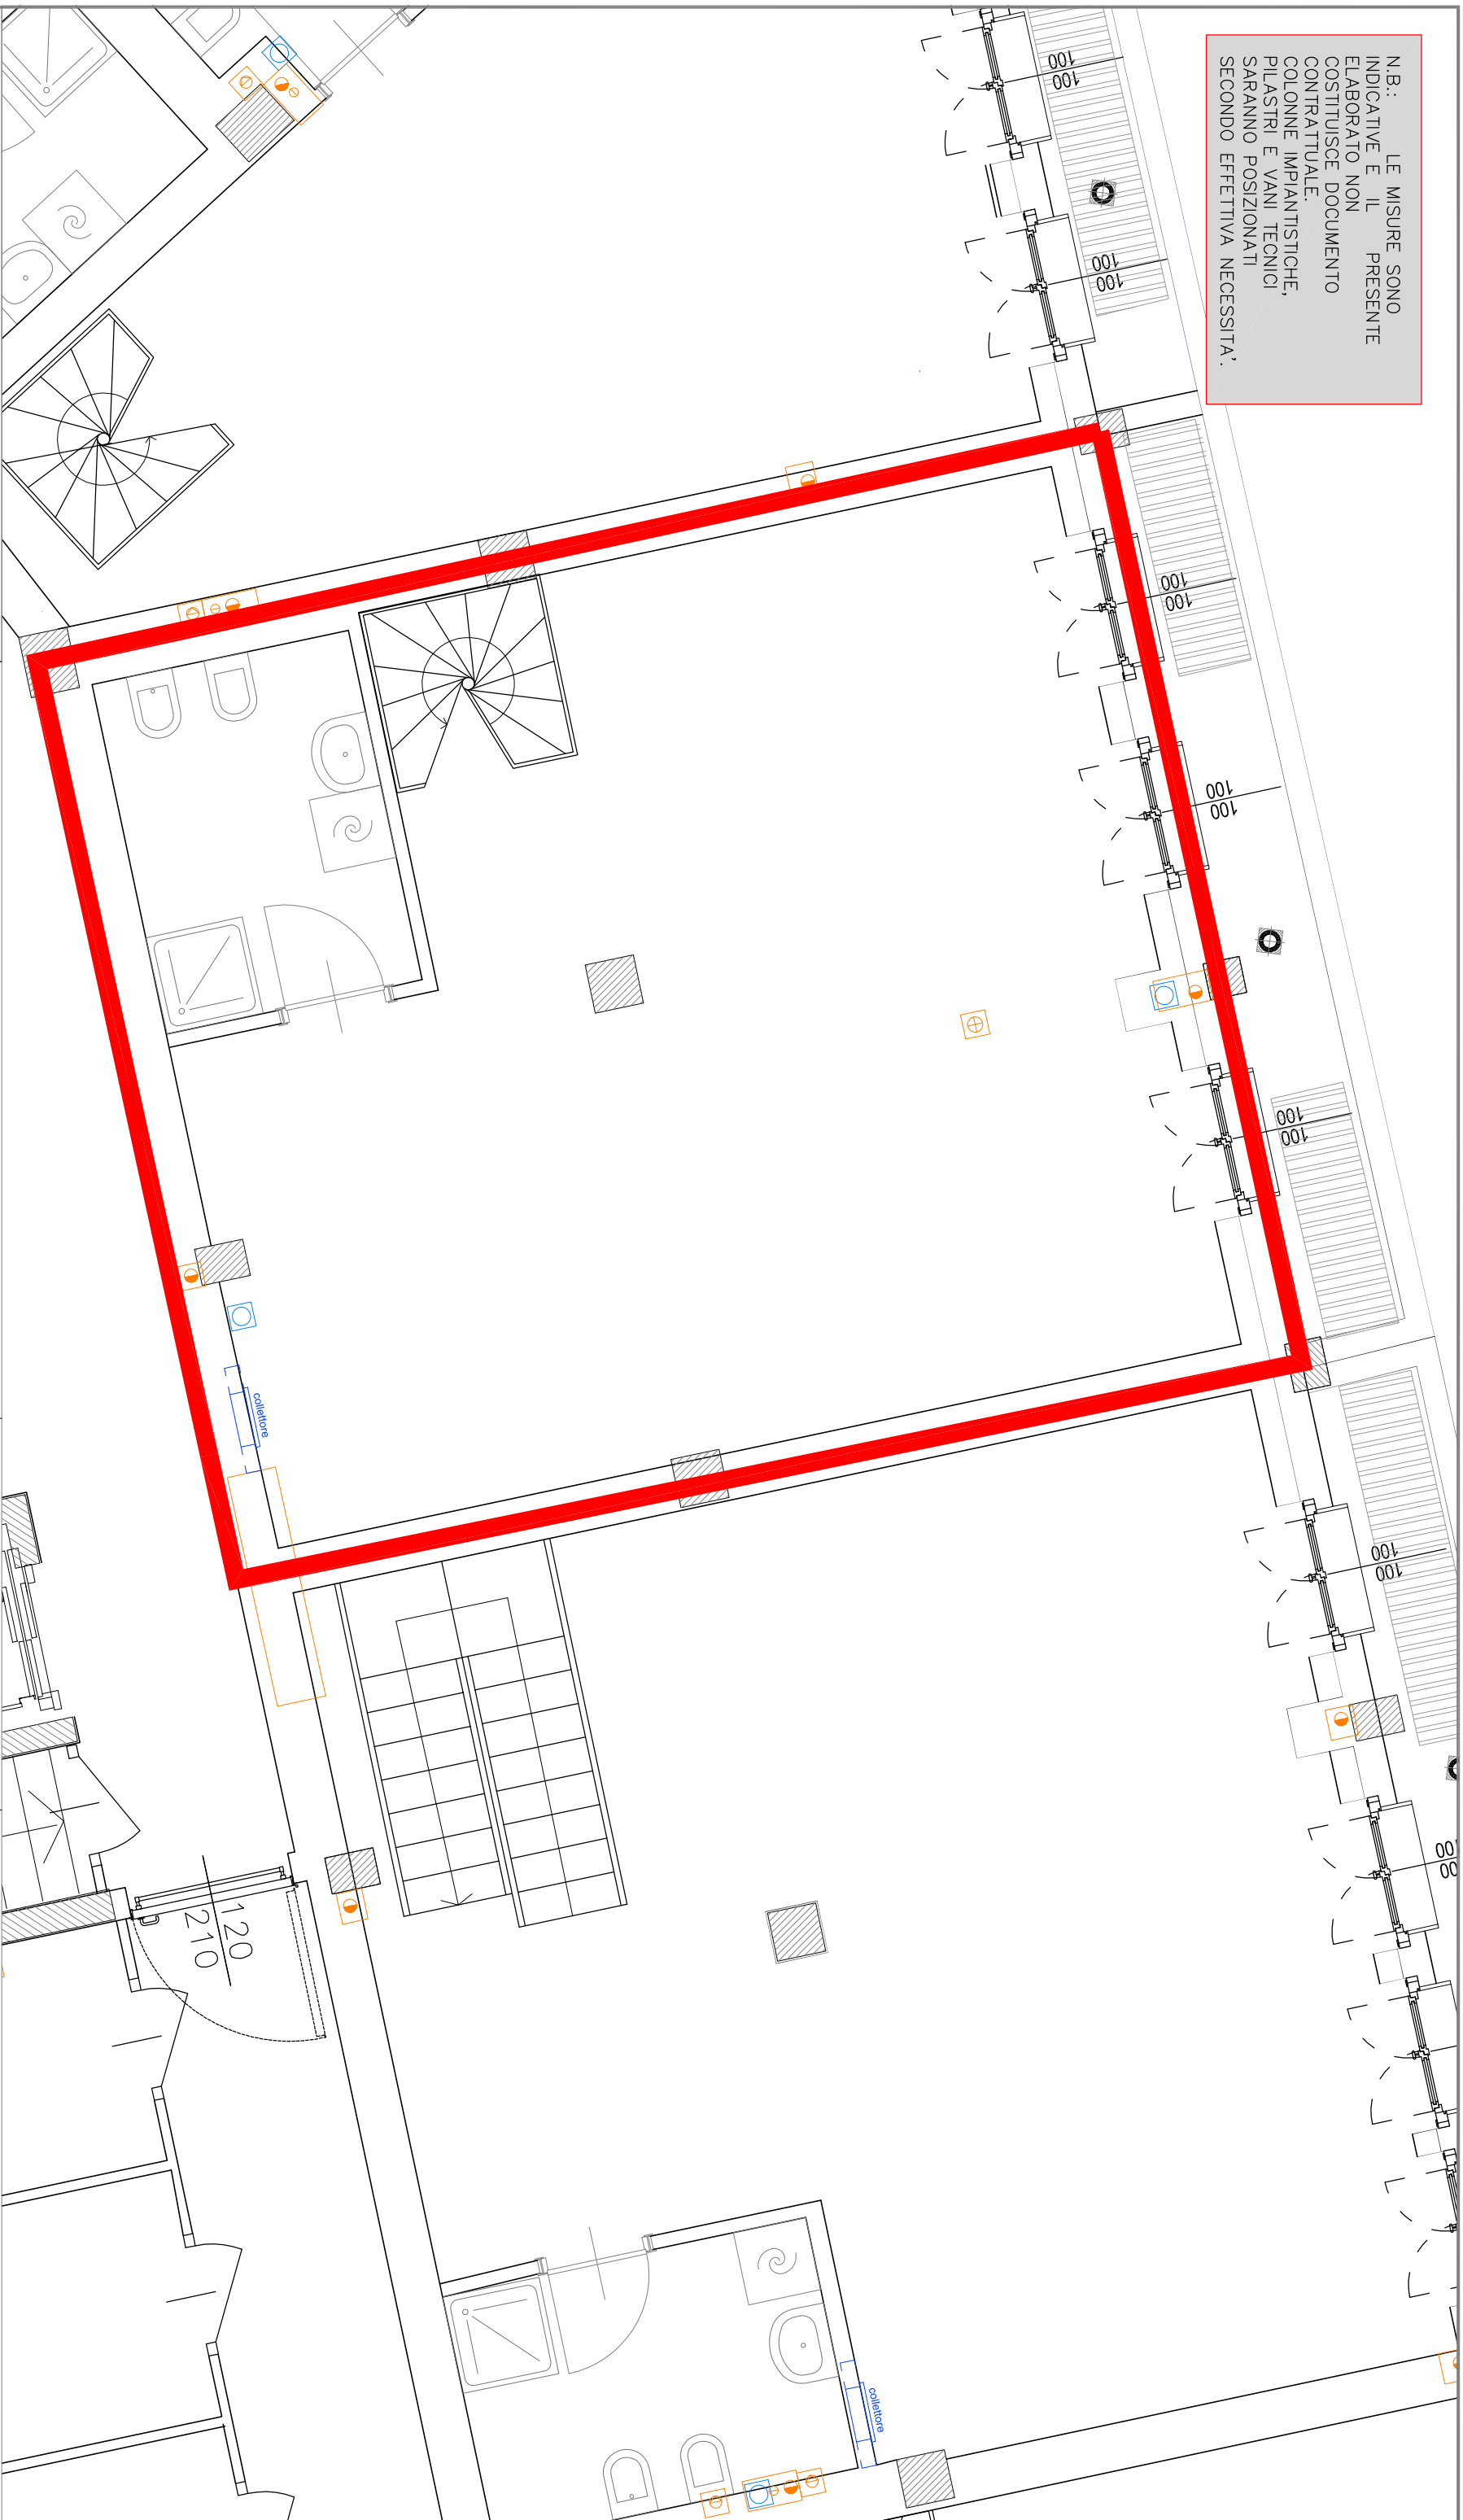 N.B.: LE MISURE SONO
INDICATIVE E IL PRESENTE
ELABORATO NON
COSTITUISCE DOCUMENTO
CONTRATTUALE.
COLONNE IMPIANTISTICHE,
PILASTRI E VANI TECNICI
SARANNO POSIZIONATI
SECONDO EFFETTIVA NECESSITA'.
100
100
100
100
100
100
100
100
100
100
100
100
collettore
120
210
collettore